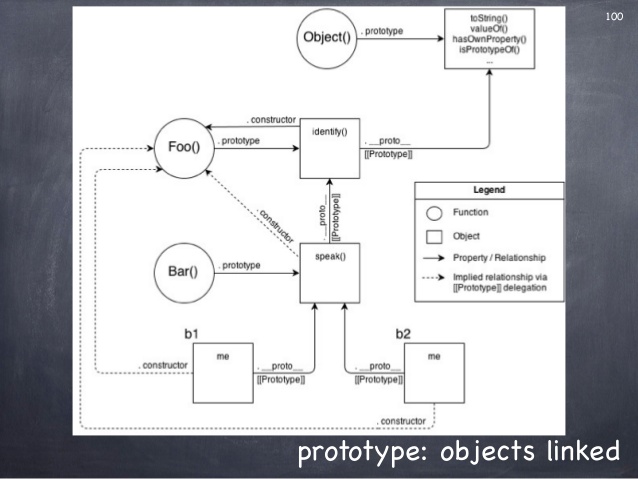 100
Object()
. prototype
toString()
valueOf()
hasOwnProperty()
isPrototypeOf()
...
. constructor
Foo()
. prototype
identify()
. __proto__
[[Prototype]]
. __proto__
[[Prototype]]
. constructor
Legend
Function
Object
Property / Relationship
Implied relationship via
[[Prototype]] delegation
Bar()
. prototype
speak()
b1
b2
me
me
. constructor
. __proto__
[[Prototype]]
. __proto__
[[Prototype]]
. constructor
prototype: objects linked